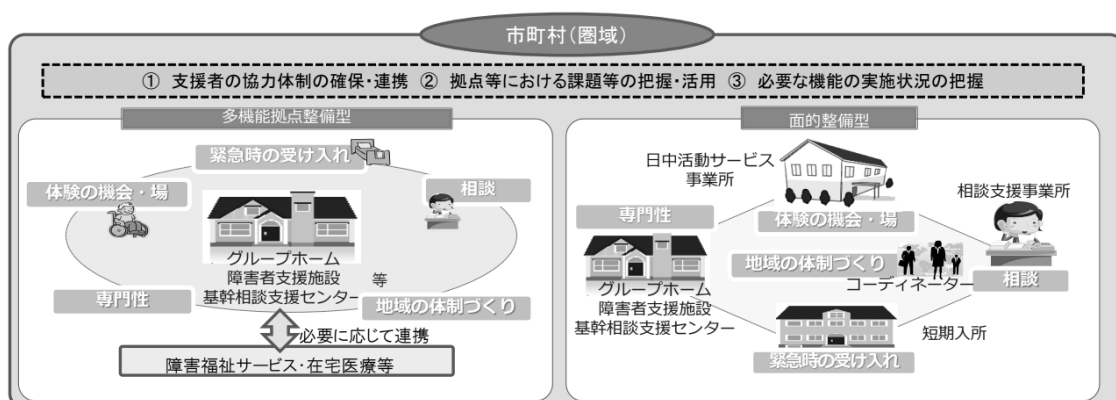 市町村(圏域)
① 支援者の協力体制の確保・連携 ② 拠点等における課題等の把握・活用 ③ 必要な機能の実施状況の把握
多機能拠点整備型
緊急時の受け入れ
体験の機会・場
相談
グループホーム
障害者支援施設 等
基幹相談支援センター
専門性
地域の体制づくり
必要に応じて連携
障害福祉サービス・在宅医療等
面的整備型
日中活動サービス
事業所
相談支援事業所
専門性
体験の機会・場
地域の体制づくり
コーディネーター
相談
グループホーム
障害者支援施設
基幹相談支援センター
短期入所
緊急時の受け入れ